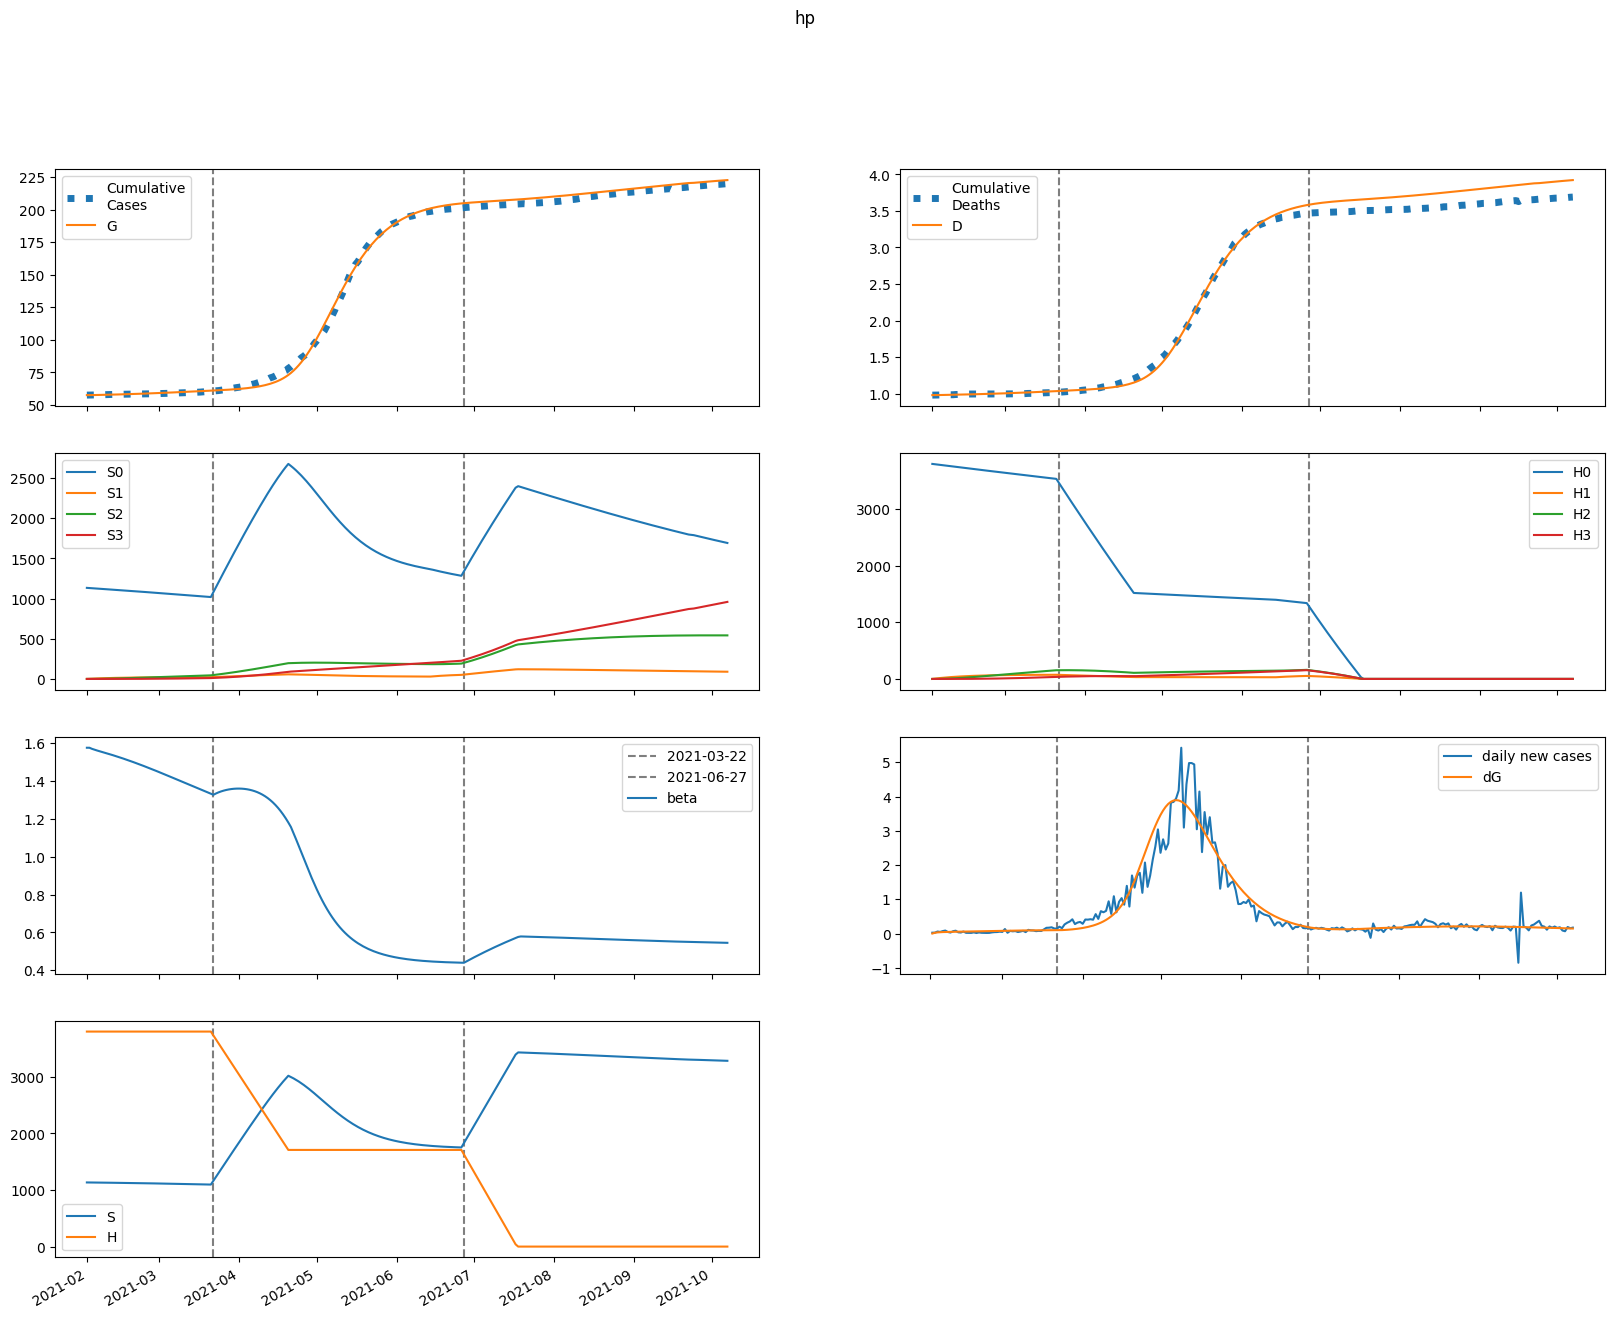 hp
225
200
175
150
125
100
75
50
Cumulative
Cases
G
4.0
3.5
3.0
2.5
2.0
1.5
1.0
Cumulative
Deaths
D
2500
2000
1500
1000
500
0
S0
S1
S2
S3
3000
2000
1000
0
H0
H1
H2
H3
1.6
1.4
1.2
1.0
0.8
0.6
0.4
2021-03-22
2021-06-27
beta
5
4
3
2
1
0
−1
daily new cases
dG
3000
2000
1000
0
S
H
2021-02
2021-03
2021-04
2021-05
2021-06
2021-07
2021-08
2021-09
2021-10